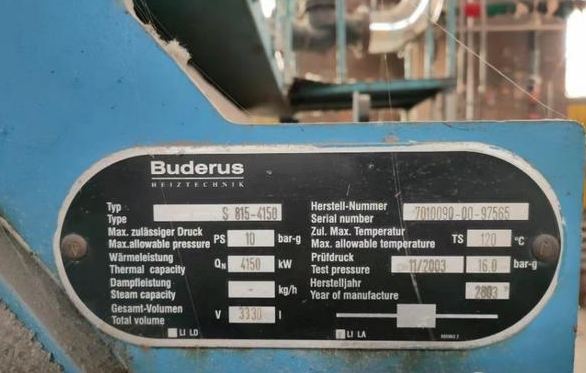 Buderus
HEIZTECHNIK
Typ
Type
S 815-4150
Max. zulässiger Druck
Max.allowable pressure PS 10 bar-g
Wärmeleistung
Thermal capacity QN 4150 kW
Dampfleistung
Steam capacity - kg/h
Gesamt-Volumen
Total volume V 3330 l
LI LD
Herstell-Nummer
Serial number 7010090-00-97565
Zul. Max. Temperatur
Max. allowable temperature TS 120 °C
Prüfdruck
Test pressure 11/2003 16.0 bar-g
Herstelljahr
Year of manufacture 2003
LI LA